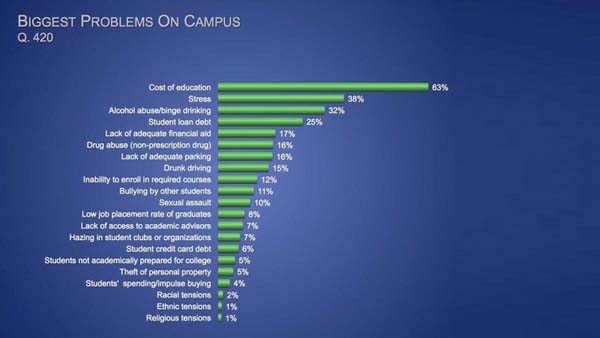 BIGGEST PROBLEMS ON CAMPUS
Q. 420
Cost of education 63%
Stress 38%
Alcohol abuse/binge drinking 32%
Student loan debt 25%
Lack of adequate financial aid 17%
Drug abuse (non-prescription drug) 16%
Lack of adequate parking 16%
Drunk driving 15%
Inability to enroll in required courses 12%
Bullying by other students 11%
Sexual assault 10%
Low job placement rate of graduates 8%
Lack of access to academic advisors 7%
Hazing in student clubs or organizations 7%
Student credit card debt 6%
Students not academically prepared for college 5%
Theft of personal property 5%
Students' spending/impulse buying 4%
Racial tensions 2%
Ethnic tensions 1%
Religious tensions 1%